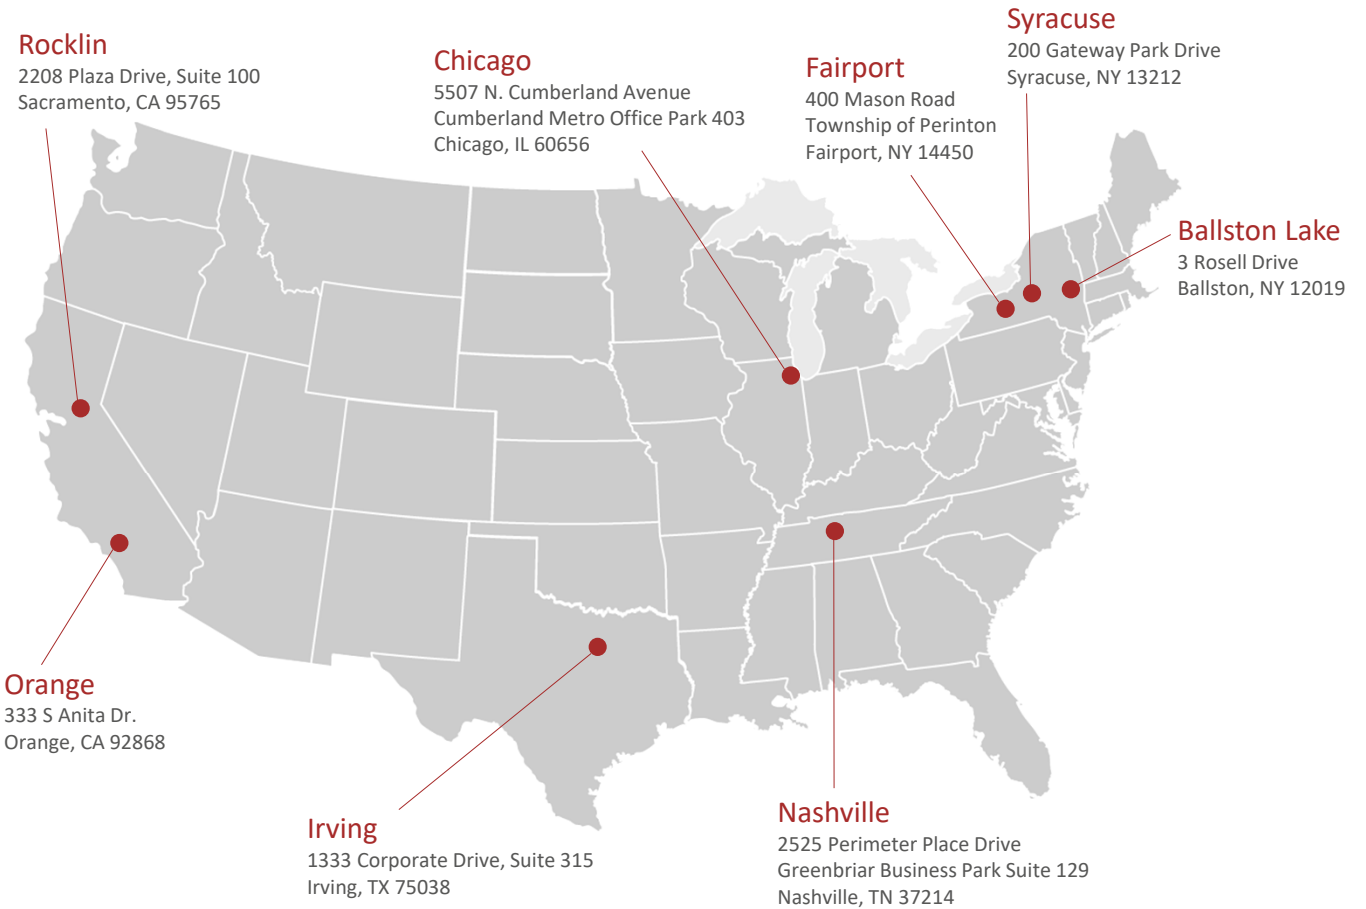 Rocklin
2208 Plaza Drive, Suite 100
Sacramento, CA 95765
Chicago
5507 N. Cumberland Avenue
Cumberland Metro Office Park 403
Chicago, IL 60656
Fairport
400 Mason Road
Township of Perinton
Fairport, NY 14450
Syracuse
200 Gateway Park Drive
Syracuse, NY 13212
Ballston Lake
3 Rosell Drive
Ballston, NY 12019
Orange
333 S Anita Dr.
Orange, CA 92868
Irving
1333 Corporate Drive, Suite 315
Irving, TX 75038
Nashville
2525 Perimeter Place Drive
Greenbriar Business Park Suite 129
Nashville, TN 37214